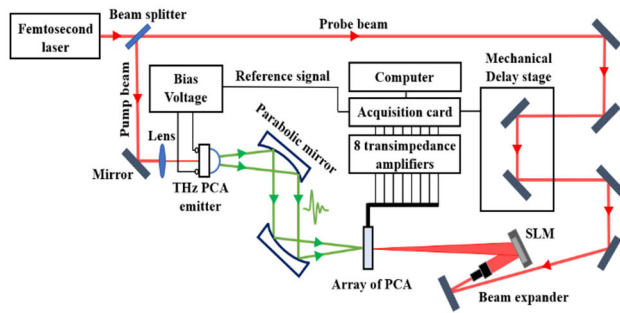 Femtosecond
laser
Beam splitter
Probe beam
Mechanical
Delay stage
Pump beam
Bias
Voltage
Reference signal
Computer
Acquisition card
8 transimpedance
amplifiers
Parabolic mirror
Lens
Mirror
THz PCA
emitter
SLM
Array of PCA
Beam expander